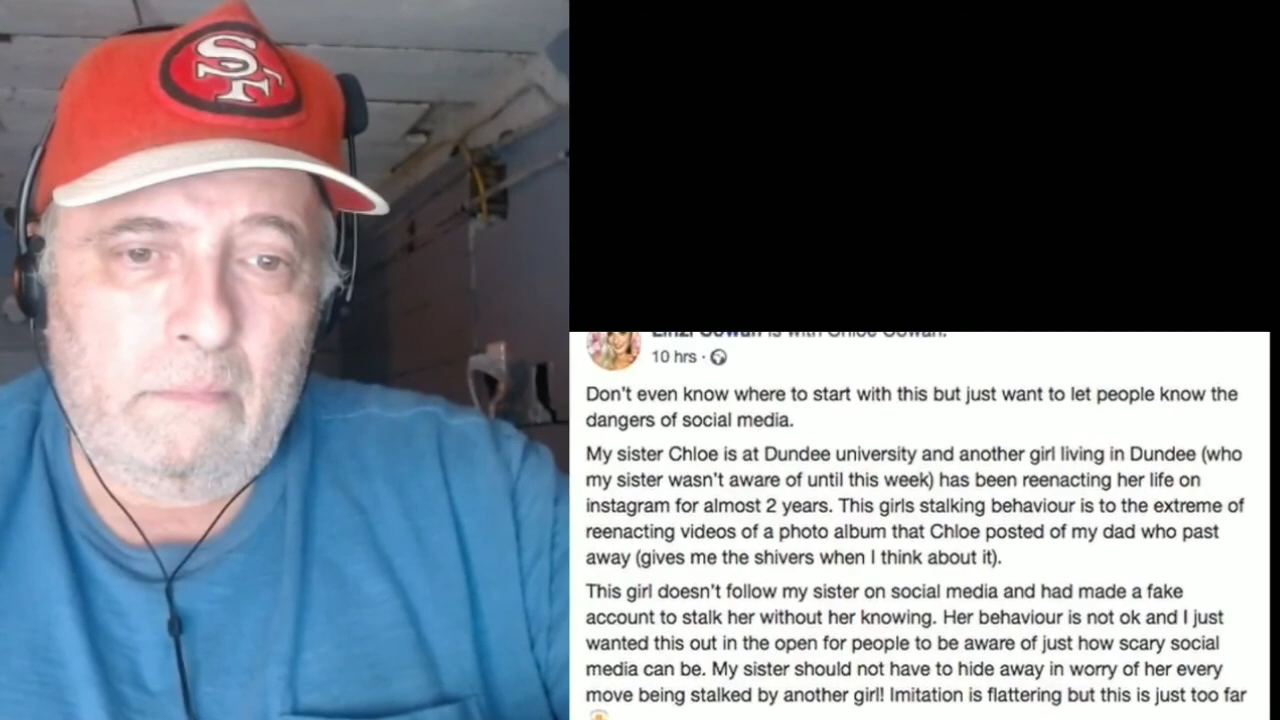 SF
Linzi Cowan is with Chloe Cowan.
10 hrs ·
Don't even know where to start with this but just want to let people know the
dangers of social media.
My sister Chloe is at Dundee university and another girl living in Dundee (who
my sister wasn't aware of until this week) has been reenacting her life on
instagram for almost 2 years. This girls stalking behaviour is to the extreme of
reenacting videos of a photo album that Chloe posted of my dad who past
away (gives me the shivers when I think about it).
This girl doesn't follow my sister on social media and had made a fake
account to stalk her without her knowing. Her behaviour is not ok and I just
wanted this out in the open for people to be aware of just how scary social
media can be. My sister should not have to hide away in worry of her every
move being stalked by another girl! Imitation is flattering but this is just too far